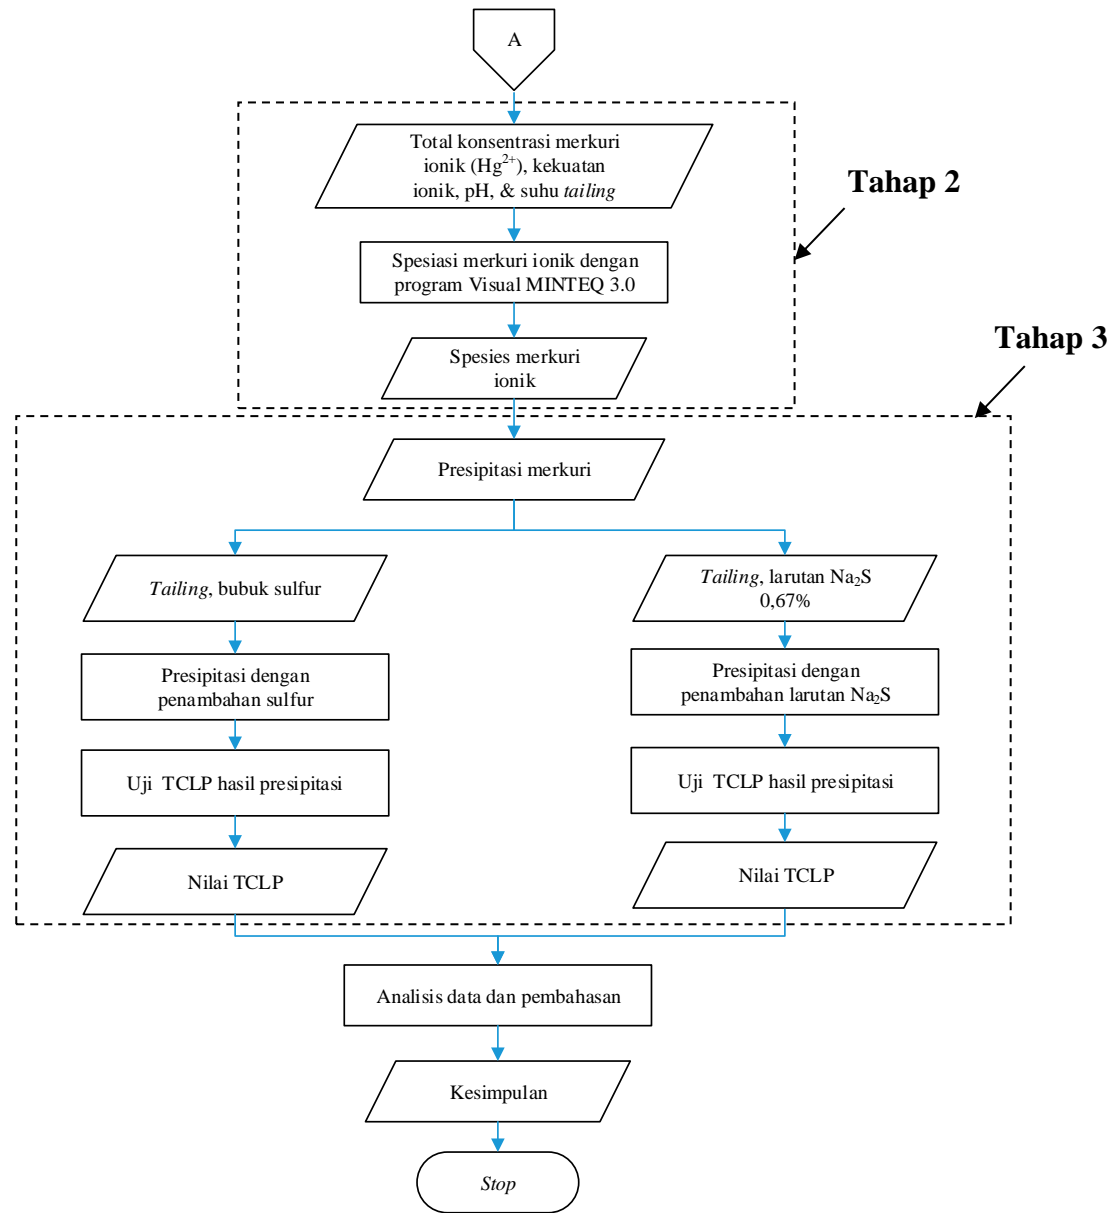 A
Total konsentrasi merkuri
ionik (Hg²⁺), kekuatan
ionik, pH, & suhu tailing
Tahap 2
Spesiasi merkuri ionik dengan
program Visual MINTEQ 3.0
Tahap 3
Spesies merkuri
ionik
Presipitasi merkuri
Tailing, bubuk sulfur
Tailing, larutan Na₂S
0,67%
Presipitasi dengan
penambahan sulfur
Presipitasi dengan
penambahan larutan Na₂S
Uji TCLP hasil presipitasi
Uji TCLP hasil presipitasi
Nilai TCLP
Nilai TCLP
Analisis data dan pembahasan
Kesimpulan
Stop